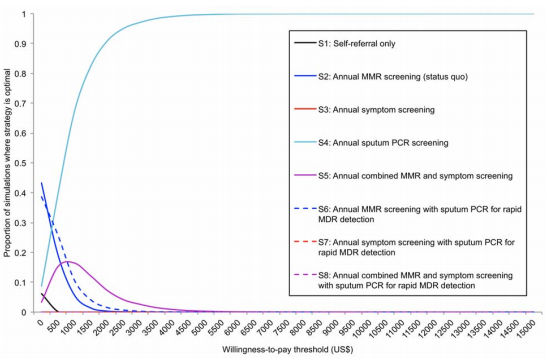 Proportion of simulations where strategy is optimal
1
0.9
0.8
0.7
0.6
0.5
0.4
0.3
0.2
0.1
0
S1: Self-referral only
S2: Annual MMR screening (status quo)
S3: Annual symptom screening
S4: Annual sputum PCR screening
S5: Annual combined MMR and symptom screening
S6: Annual MMR screening with sputum PCR for rapid
MDR detection
S7: Annual symptom screening with sputum PCR for
rapid MDR detection
S8: Annual combined MMR and symptom screening
with sputum PCR for rapid MDR detection
0 500 1000 1500 2000 2500 3000 3500 4000 4500 5000 5500 6000 6500 7000 7500 8000 8500 9000 9500 10000 10500 11000 11500 12000 12500 13000 13500 14000 14500 15000
Willingness-to-pay threshold (US$)